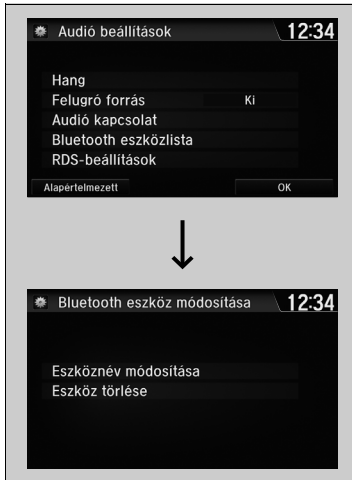 Audió beállítások 12:34
Hang
Felugró forrás Ki
Audió kapcsolat
Bluetooth eszközlista
RDS-beállítások
Alapértelmezett OK
Bluetooth eszköz módosítása 12:34
Eszköznév módosítása
Eszköz törlése